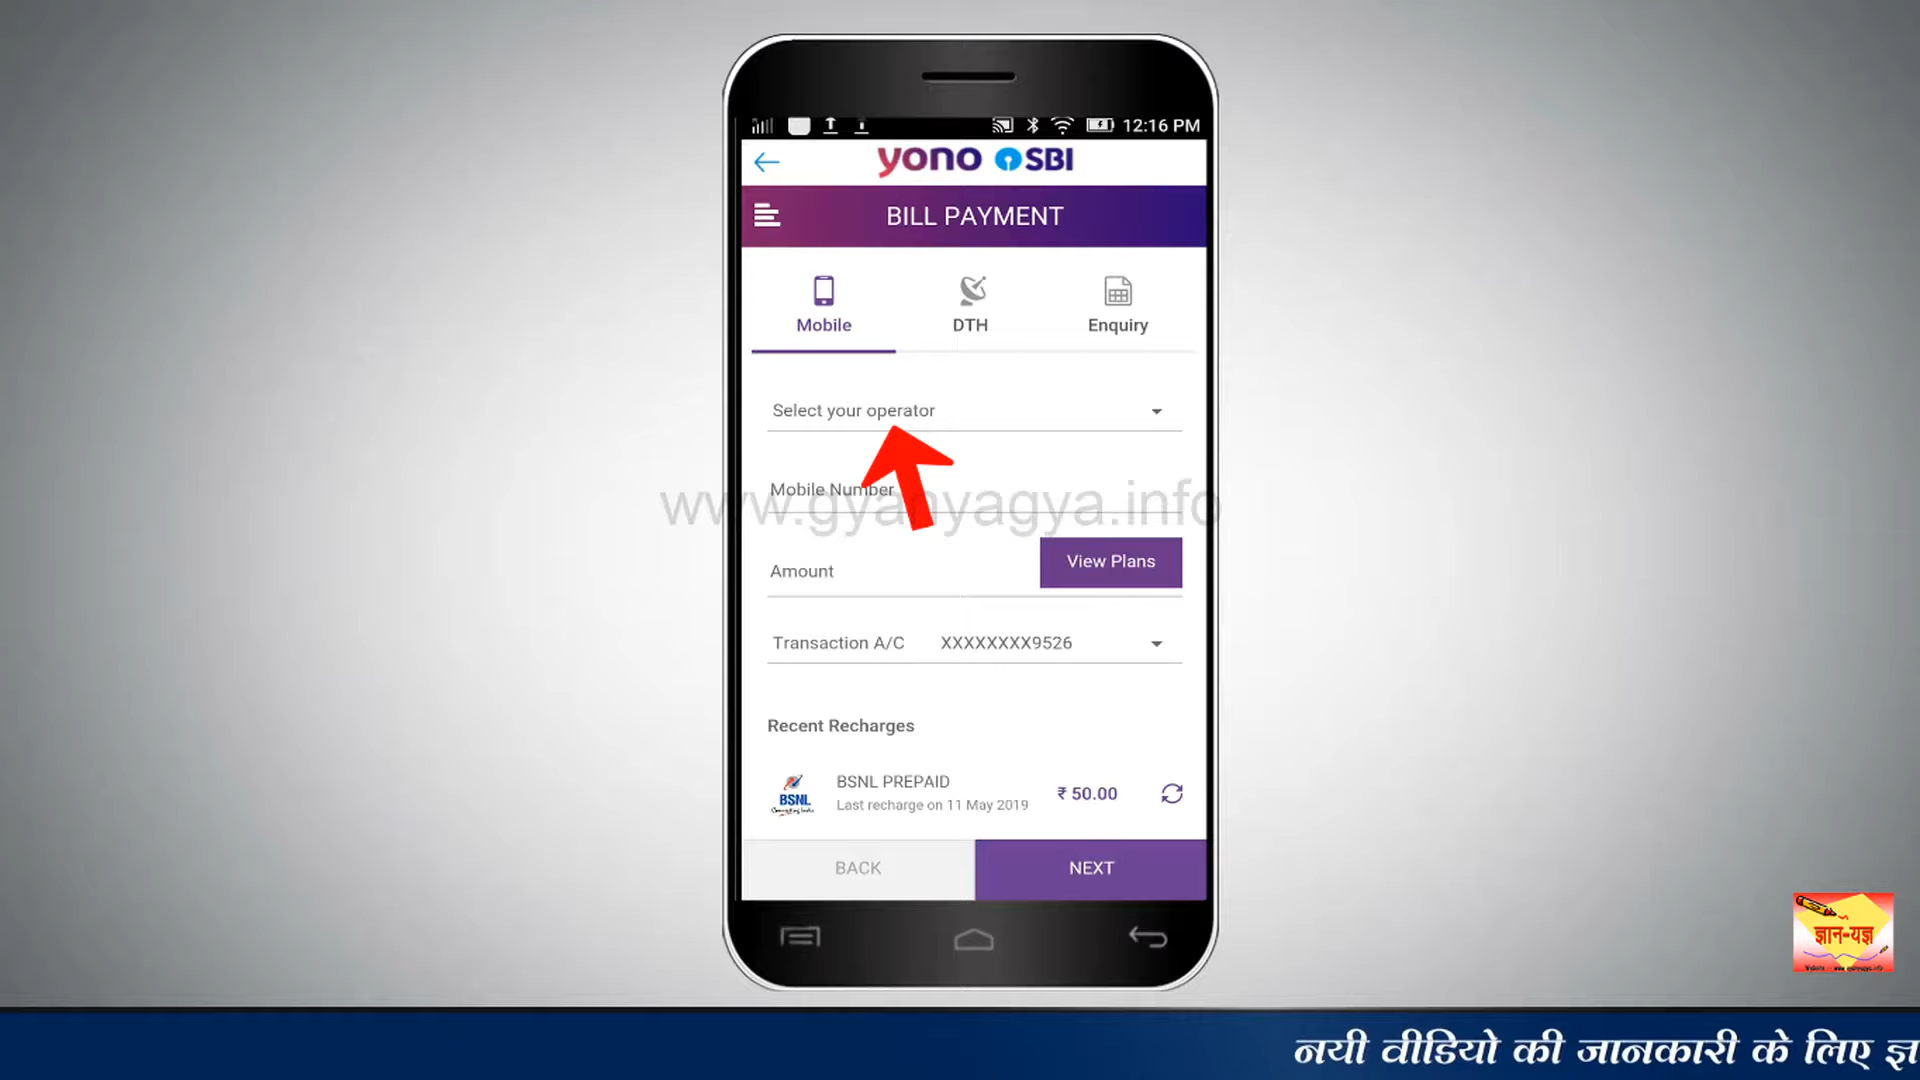 12:16 PM
yono SBI
BILL PAYMENT
Mobile
DTH
Enquiry
Select your operator
Mobile Number
www.gyanyagya.info
Amount
View Plans
Transaction A/C XXXXXXXX9526
Recent Recharges
BSNL
BSNL PREPAID
Last recharge on 11 May 2019
₹ 50.00
BACK
NEXT
ज्ञान-यज्ञ
नयी वीडियो की जानकारी के लिए ज्ञ